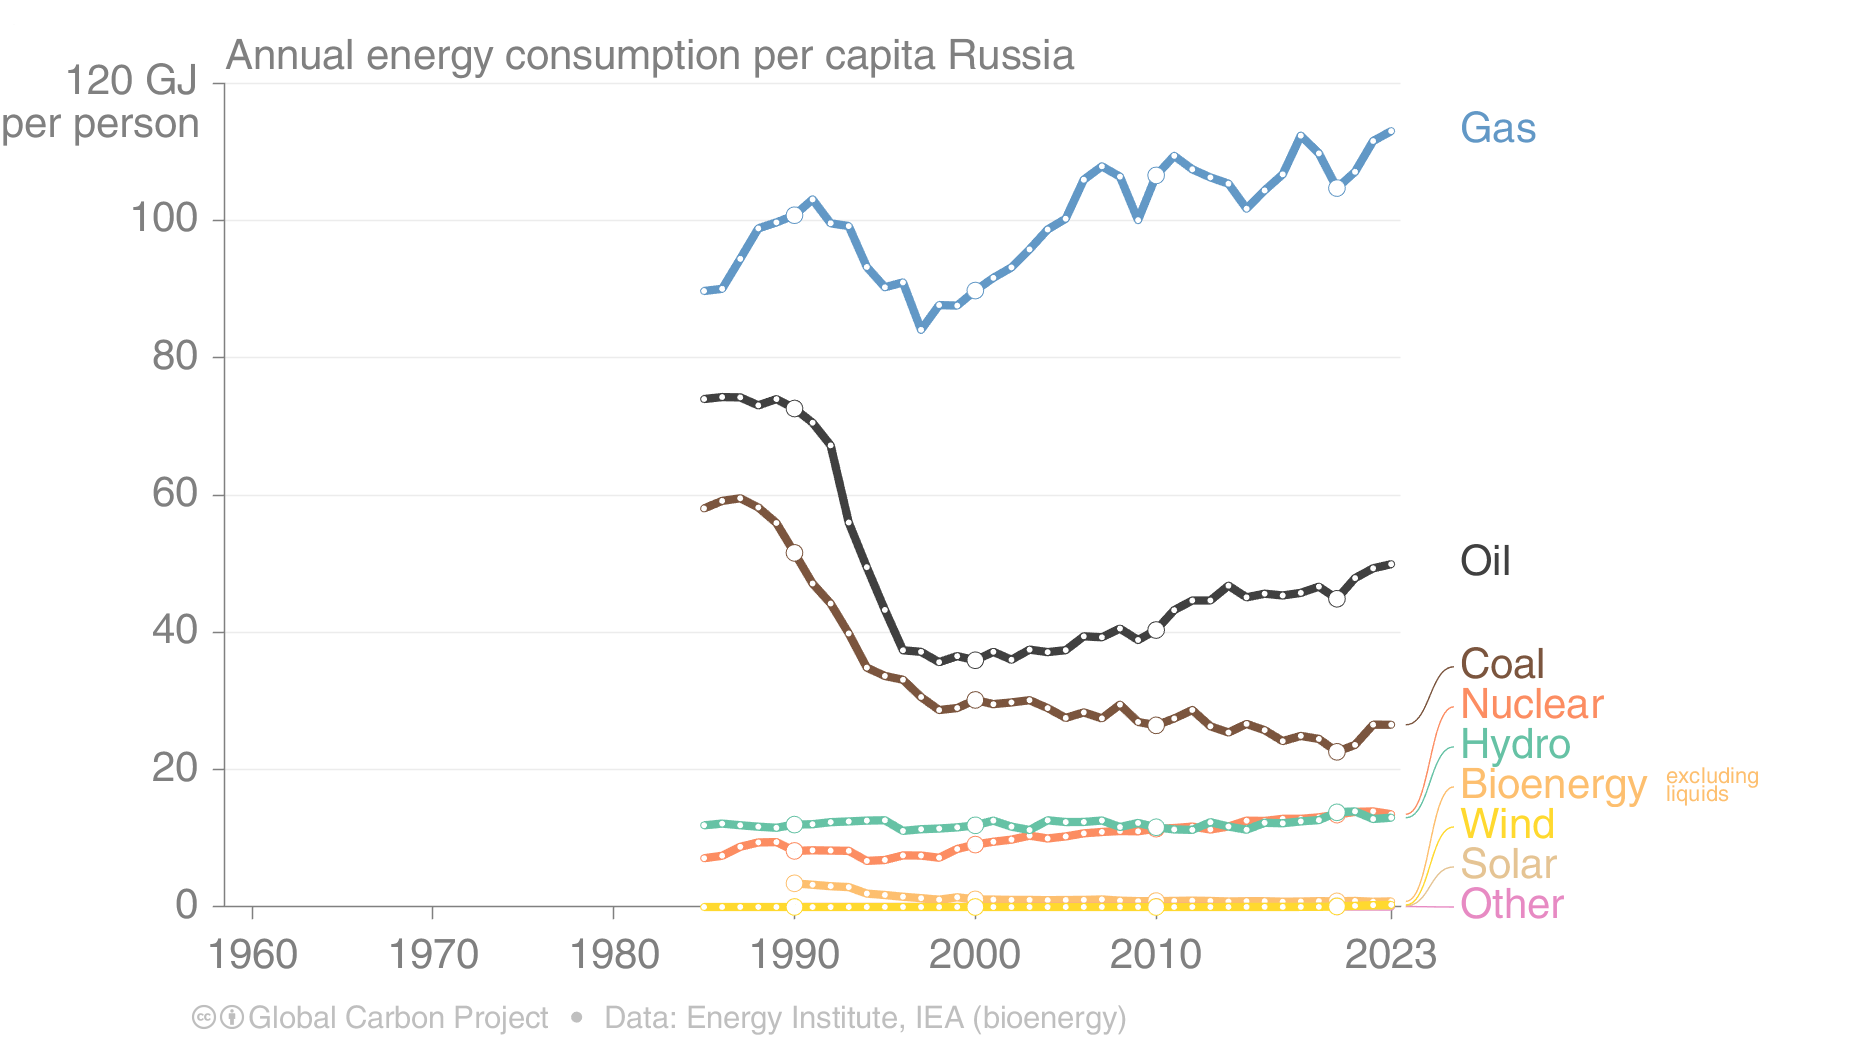 Annual energy consumption per capita Russia
120 GJ
per person
100
80
60
40
20
0
1960 1970 1980 1990 2000 2010 2023
Gas
Oil
Coal
Nuclear
Hydro
Bioenergy excluding
liquids
Wind
Solar
Other
cc Global Carbon Project • Data: Energy Institute, IEA (bioenergy)